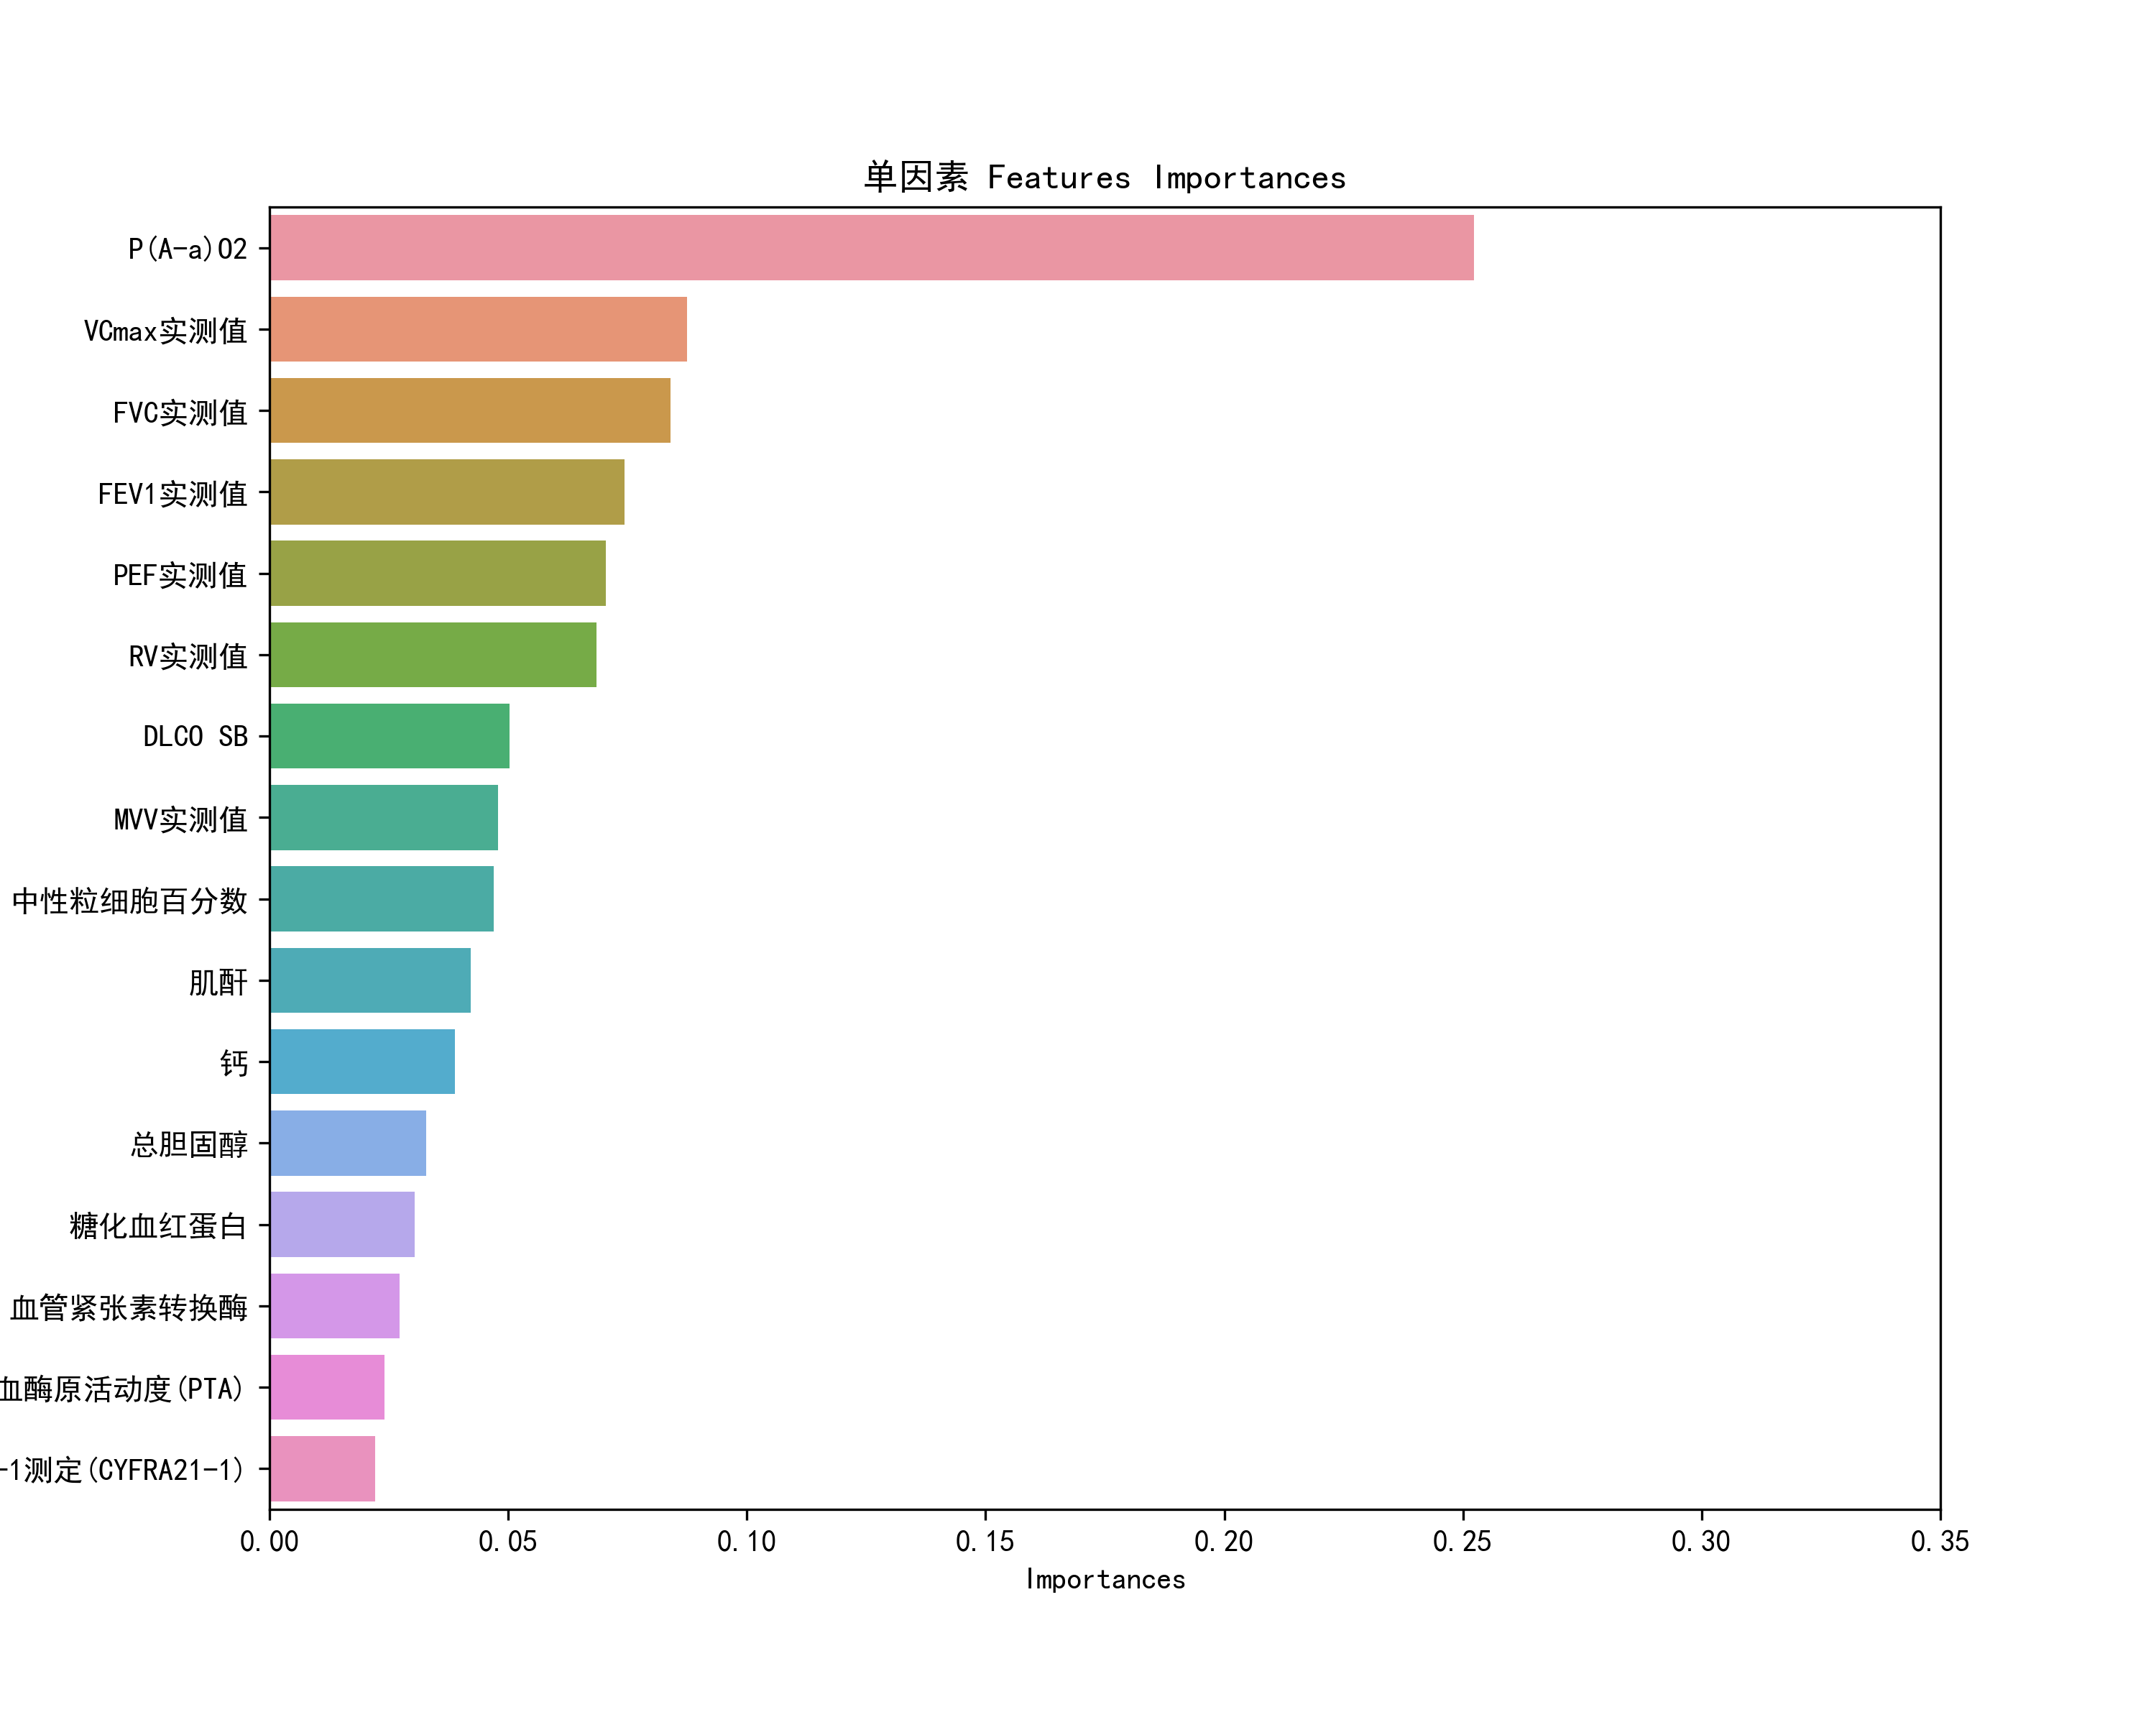 单因素 Features Importances
P(A-a)O2
VCmax实测值
FVC实测值
FEV1实测值
PEF实测值
RV实测值
DLCO SB
MVV实测值
中性粒细胞百分数
肌酐
钙
总胆固醇
糖化血红蛋白
血管紧张素转换酶
血酶原活动度(PTA)
-1测定(CYFRA21-1)
0.00 0.05 0.10 0.15 0.20 0.25 0.30 0.35
Importances